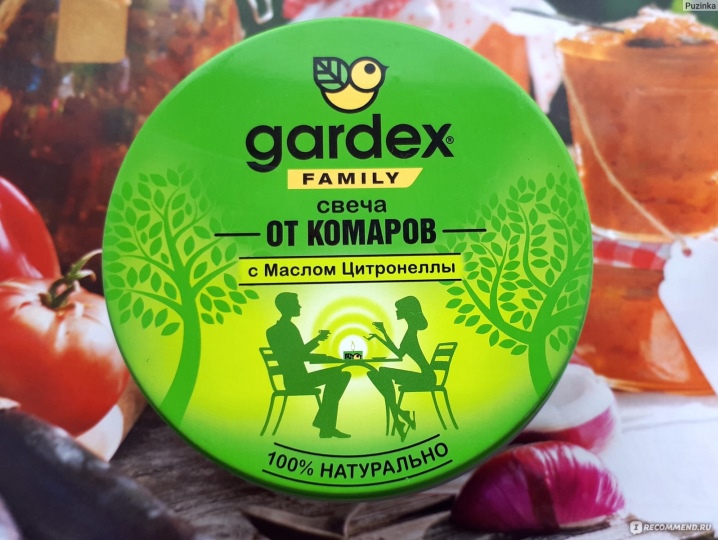 Puzinka
gardex®
FAMILY
свеча
ОТ КОМАРОВ
с Маслом Цитронеллы
100% НАТУРАЛЬНО
IRECOMMEND.RU